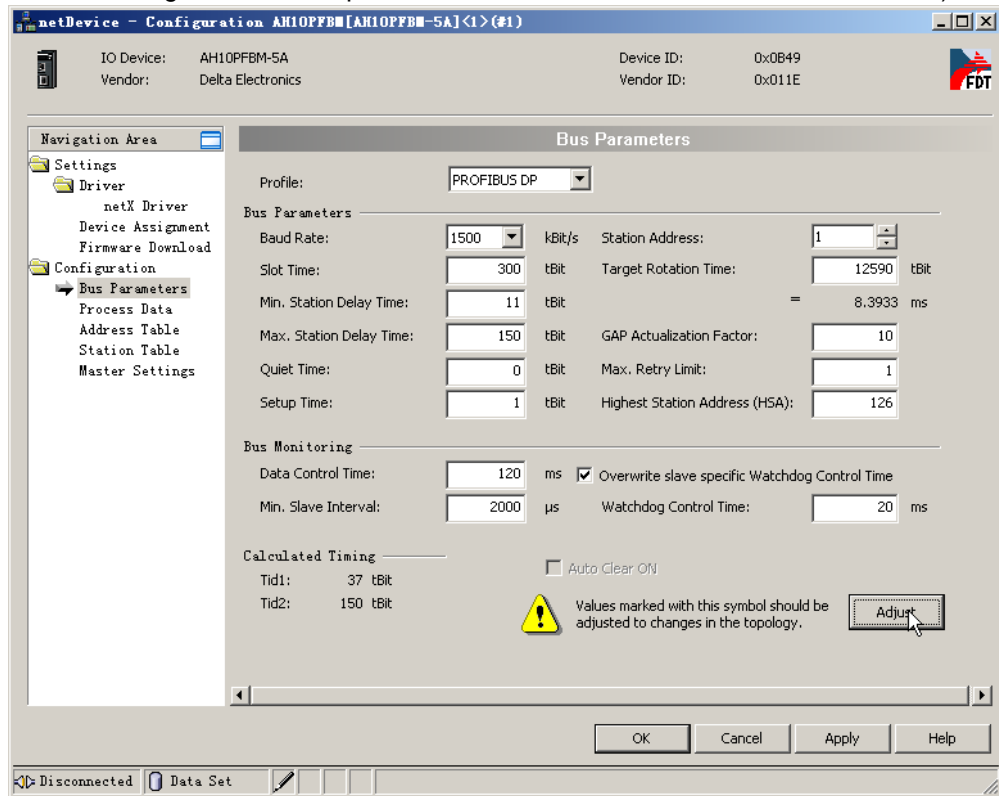 netDevice - Configuration AH10PFBM[AH10PFBM-5A]<1>(#1)
IO Device: AH10PFBM-5A Device ID: 0x0B49
Vendor: Delta Electronics Vendor ID: 0x011E
FDT
Navigation Area
Settings
Driver
netX Driver
Device Assignment
Firmware Download
Configuration
Bus Parameters
Process Data
Address Table
Station Table
Master Settings
Bus Parameters
Profile: PROFIBUS DP
Bus Parameters
Baud Rate: 1500 kBit/s Station Address: 1
Slot Time: 300 tBit Target Rotation Time: 12590 tBit
Min. Station Delay Time: 11 tBit = 8.3933 ms
Max. Station Delay Time: 150 tBit GAP Actualization Factor: 10
Quiet Time: 0 tBit Max. Retry Limit: 1
Setup Time: 1 tBit Highest Station Address (HSA): 126
Bus Monitoring
Data Control Time: 120 ms Overwrite slave specific Watchdog Control Time
Min. Slave Interval: 2000 µs Watchdog Control Time: 20 ms
Calculated Timing
Auto Clear ON
Tid1: 37 tBit
Tid2: 150 tBit
Values marked with this symbol should be
adjusted to changes in the topology.
Adjust
OK Cancel Apply Help
Disconnected Data Set